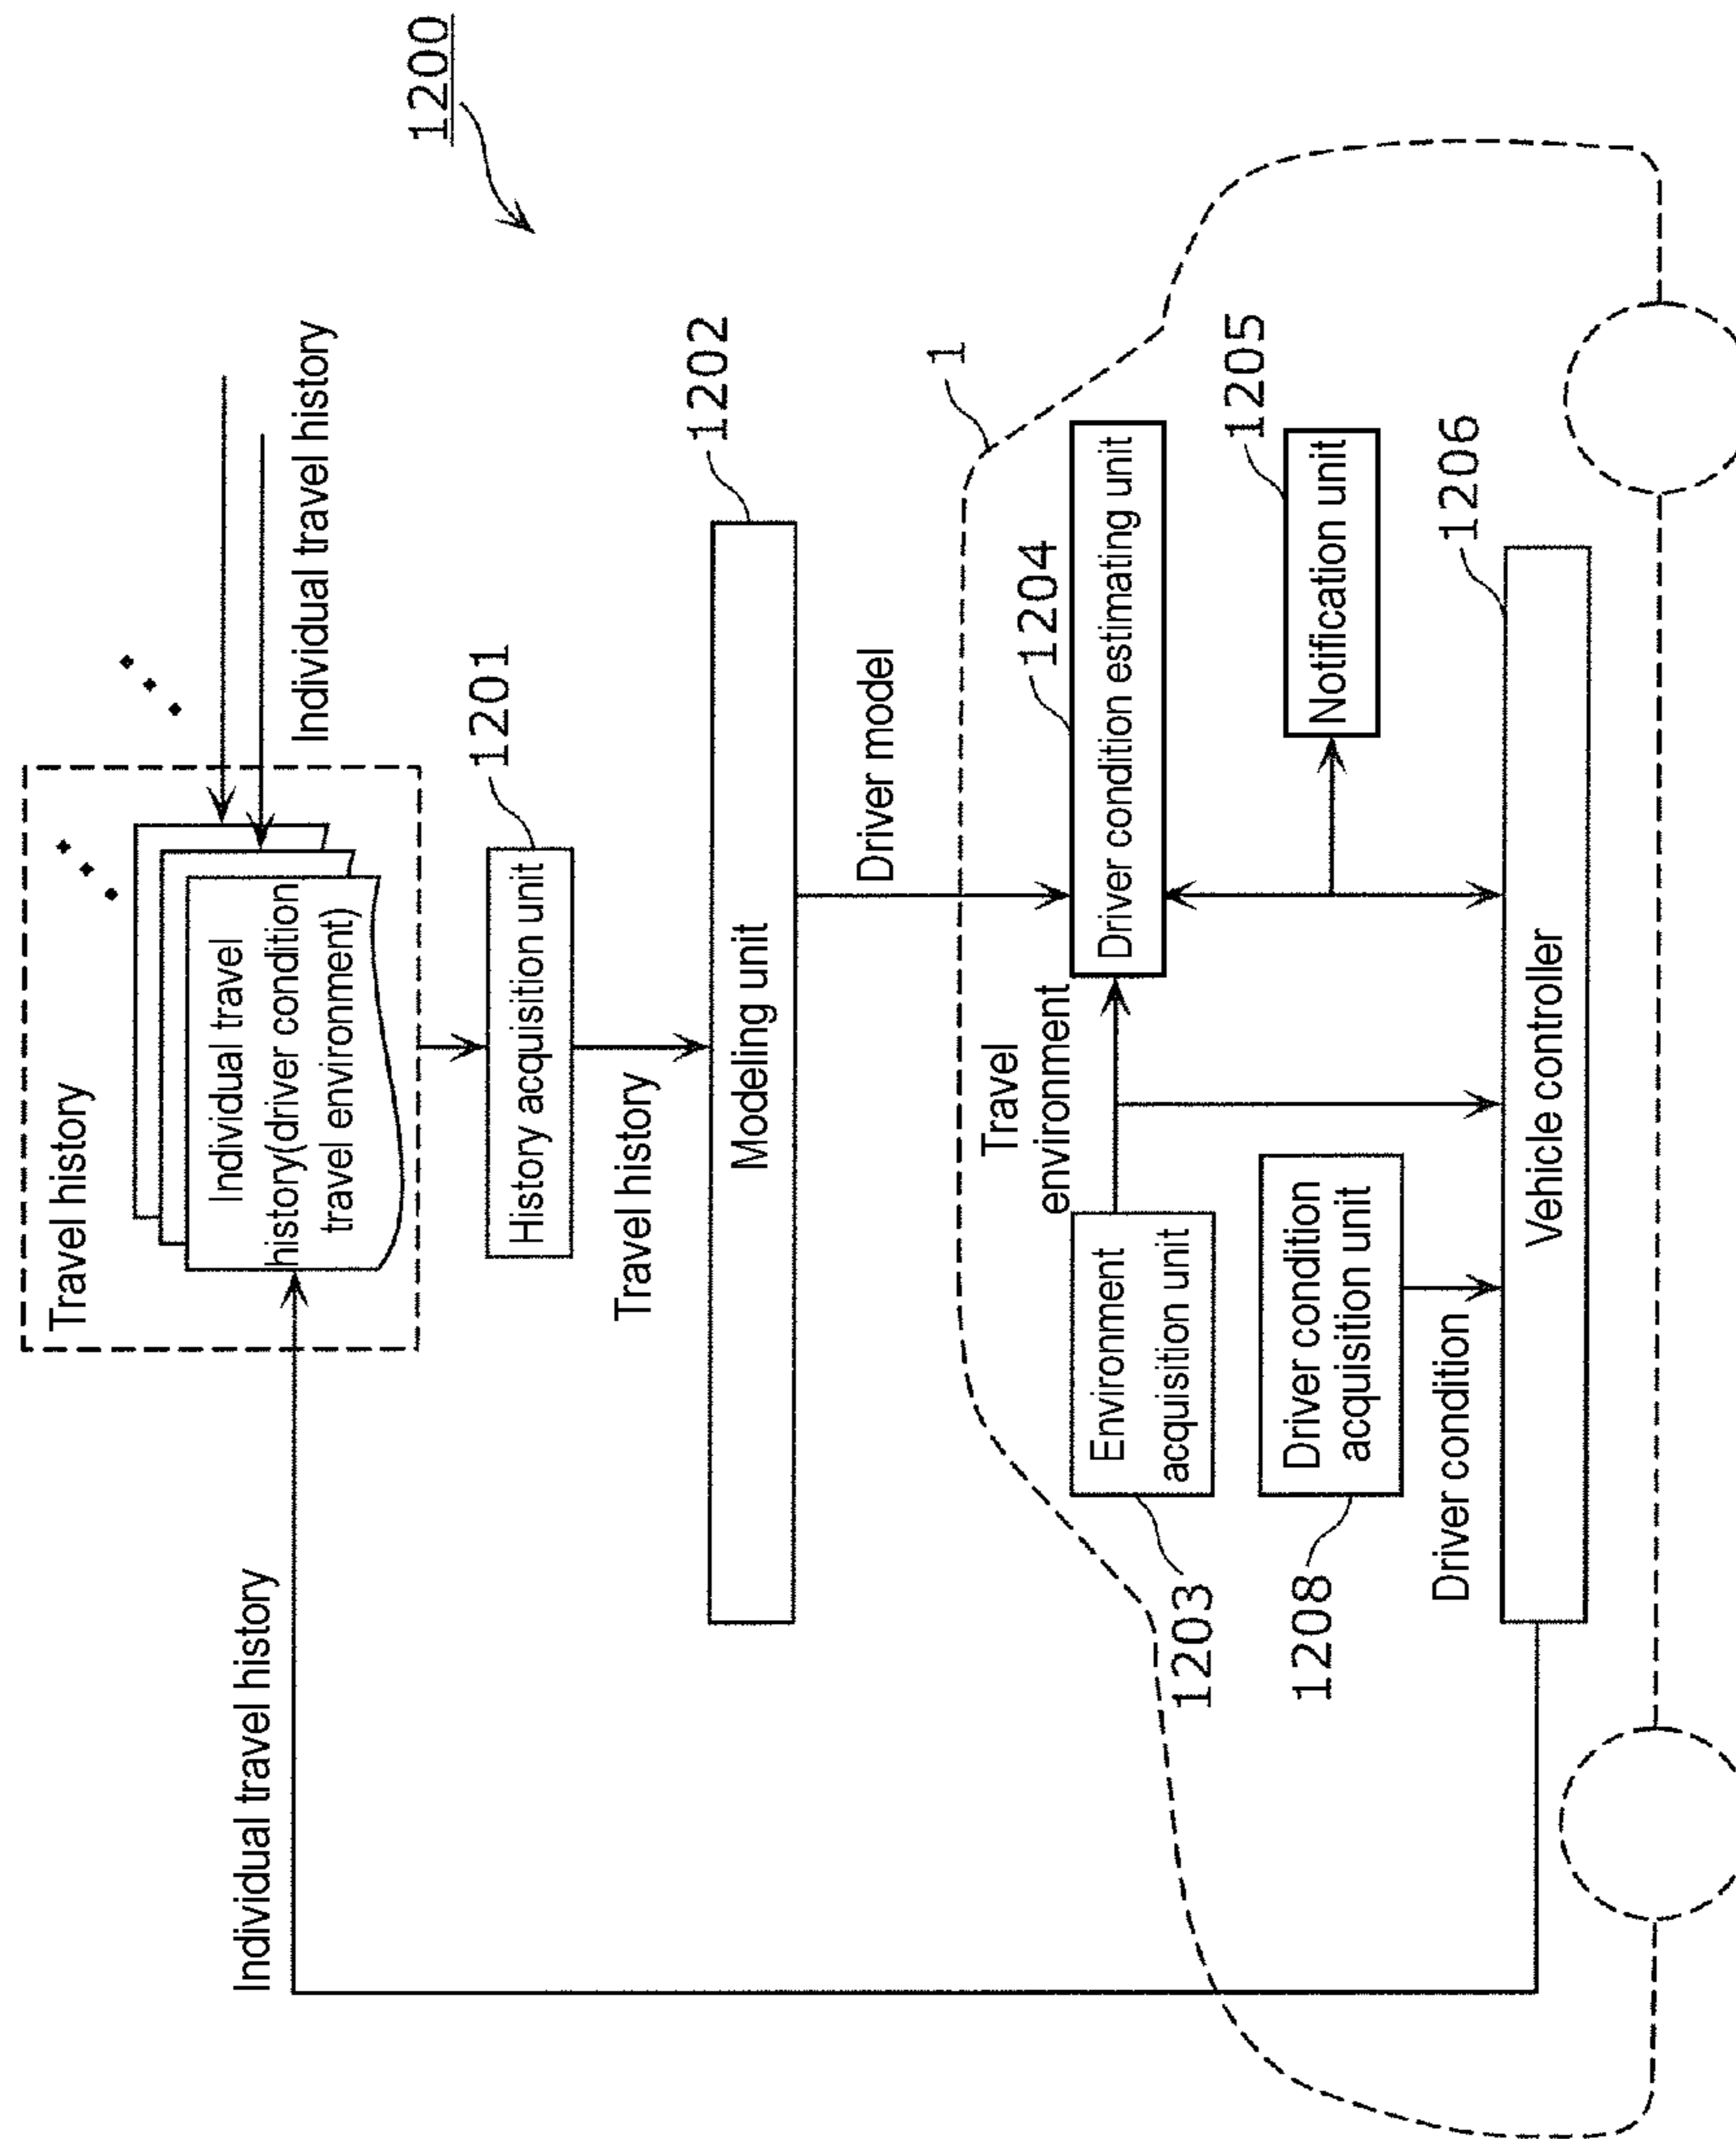 1200
Travel history
Individual travel
history(driver condition
travel environment)
Individual travel history
Individual travel history
History acquisition unit
1201
Travel history
Modeling unit
1202
Driver model
1
Travel
environment
Driver condition estimating unit
1204
Environment
acquisition unit
1203
Notification unit
1205
Driver condition
acquisition unit
1208
Driver condition
Vehicle controller
1206